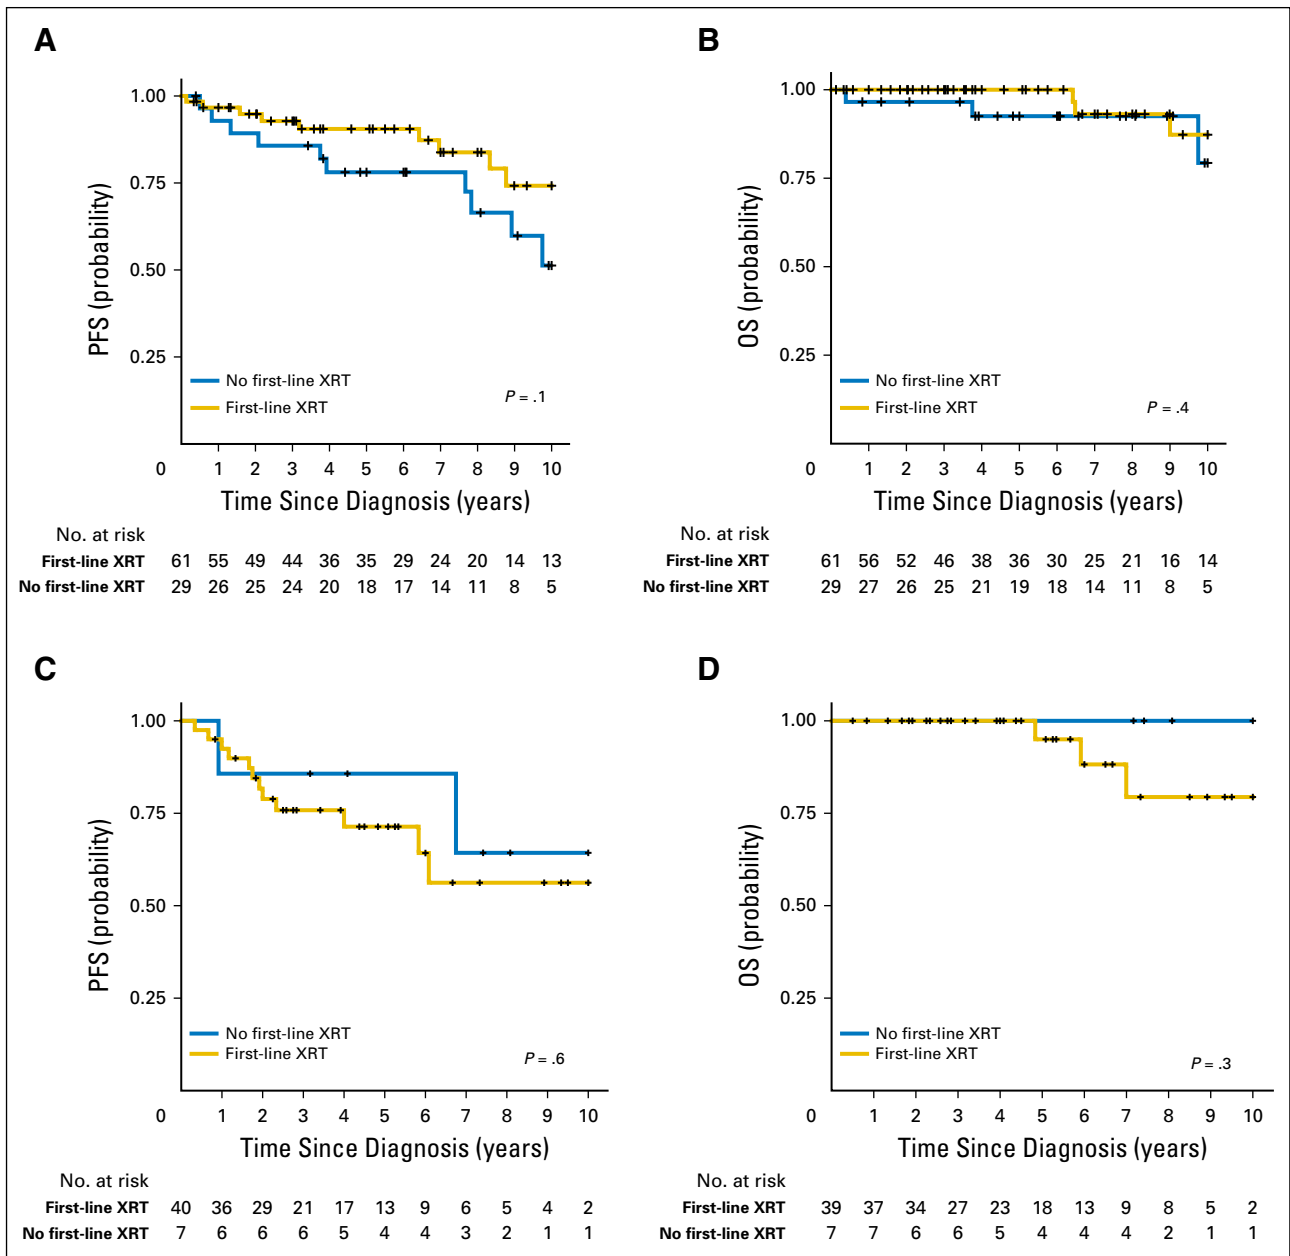 A
1.00
0.75
0.50
0.25
PFS (probability)
No first-line XRT
First-line XRT
P = .1
0 1 2 3 4 5 6 7 8 9 10
Time Since Diagnosis (years)
No. at risk
First-line XRT 61 55 49 44 36 35 29 24 20 14 13
No first-line XRT 29 26 25 24 20 18 17 14 11 8 5
B
1.00
0.75
0.50
0.25
OS (probability)
No first-line XRT
First-line XRT
P = .4
0 1 2 3 4 5 6 7 8 9 10
Time Since Diagnosis (years)
No. at risk
First-line XRT 61 56 52 46 38 36 30 25 21 16 14
No first-line XRT 29 27 26 25 21 19 18 14 11 8 5
C
1.00
0.75
0.50
0.25
PFS (probability)
No first-line XRT
First-line XRT
P = .6
0 1 2 3 4 5 6 7 8 9 10
Time Since Diagnosis (years)
No. at risk
First-line XRT 40 36 29 21 17 13 9 6 5 4 2
No first-line XRT 7 6 6 6 5 4 4 3 2 1 1
D
1.00
0.75
0.50
0.25
OS (probability)
No first-line XRT
First-line XRT
P = .3
0 1 2 3 4 5 6 7 8 9 10
Time Since Diagnosis (years)
No. at risk
First-line XRT 39 37 34 27 23 18 13 9 8 5 2
No first-line XRT 7 7 6 6 5 4 4 4 2 1 1